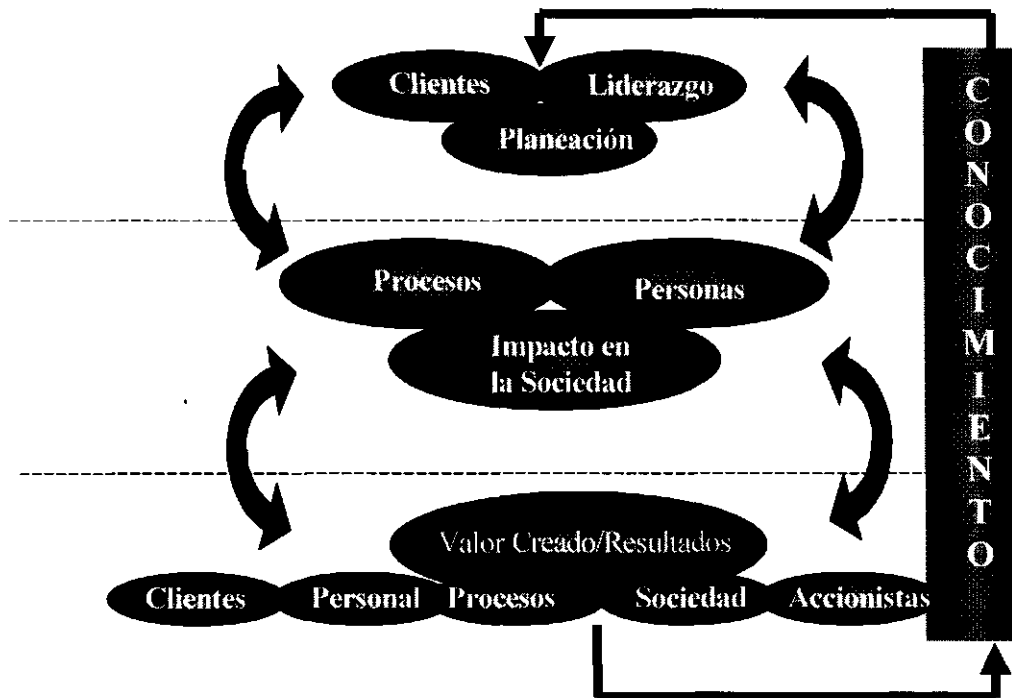 Clientes
Liderazgo
Planeación
Procesos
Personas
Impacto en
la Sociedad
Valor Creado/Resultados
Clientes
Personal
Procesos
Sociedad
Accionistas
CONOCIMIENTO